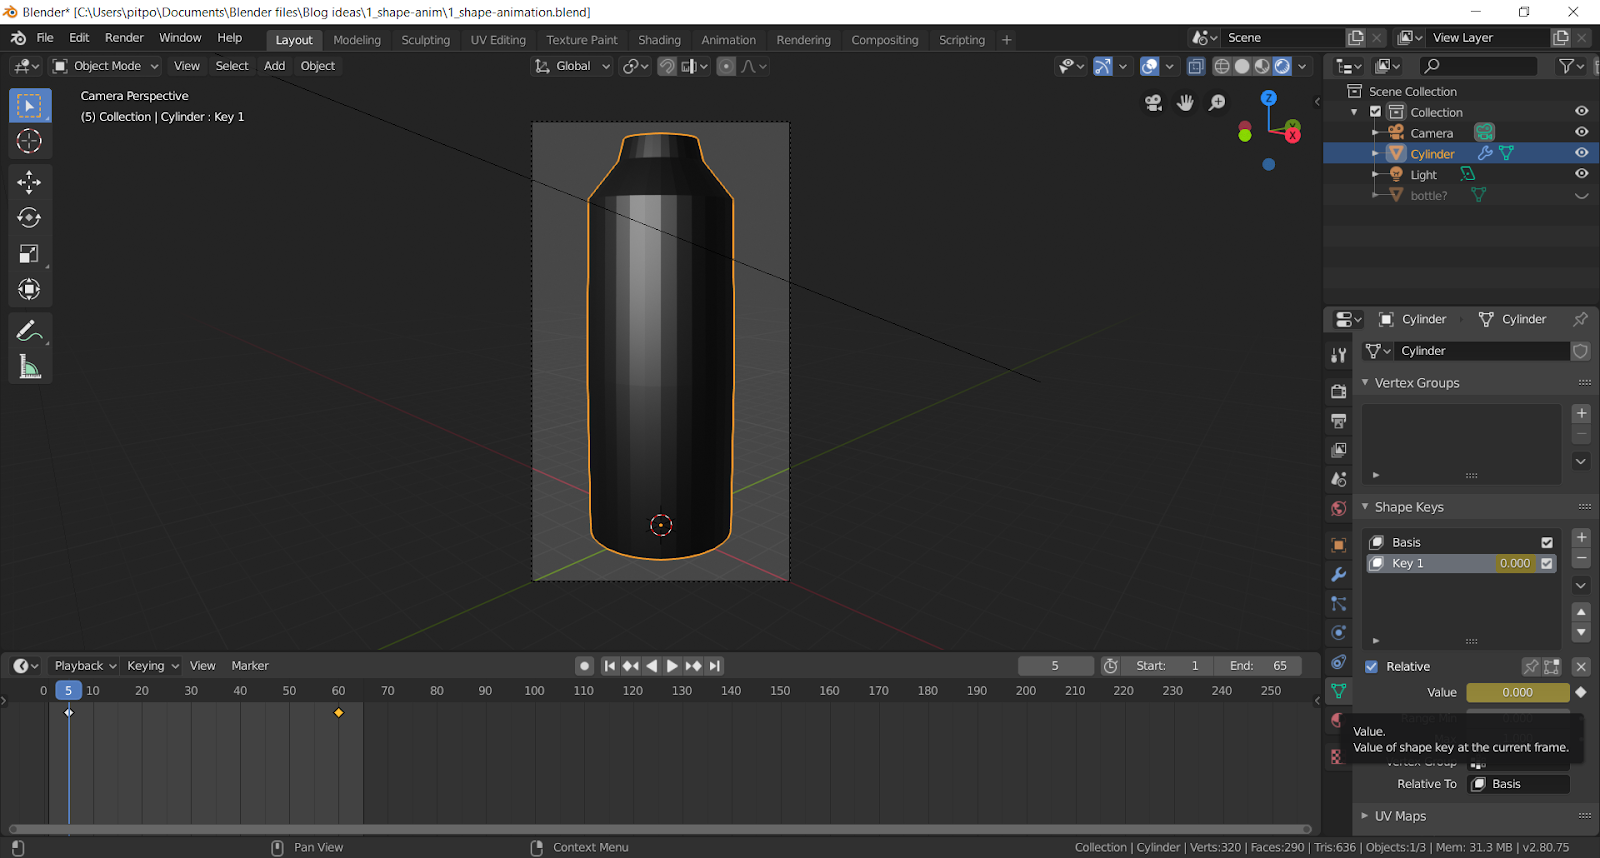 Blender* [C:\Users\pitpo\Documents\Blender files\Blog ideas\1_shape-anim\1_shape-animation.blend]
File Edit Render Window Help Layout Modeling Sculpting UV Editing Texture Paint Shading Animation Rendering Compositing Scripting + Scene View Layer
Object Mode View Select Add Object Global
Camera Perspective
(5) Collection | Cylinder : Key 1
Z
Y
X
Scene Collection
Collection
Camera
Cylinder
Light
bottle?
Cylinder Cylinder
Cylinder
Vertex Groups
Shape Keys
Basis
Key 1 0.000
Relative
Value 0.000
Value.
Value of shape key at the current frame.
Relative To Basis
UV Maps
Playback Keying View Marker 5 Start: 1 End: 65
0 5 10 20 30 40 50 60 70 80 90 100 110 120 130 140 150 160 170 180 190 200 210 220 230 240 250
Pan View Context Menu Collection | Cylinder | Verts:320 | Faces:290 | Tris:636 | Objects:1/3 | Mem: 31.3 MB | v2.80.75